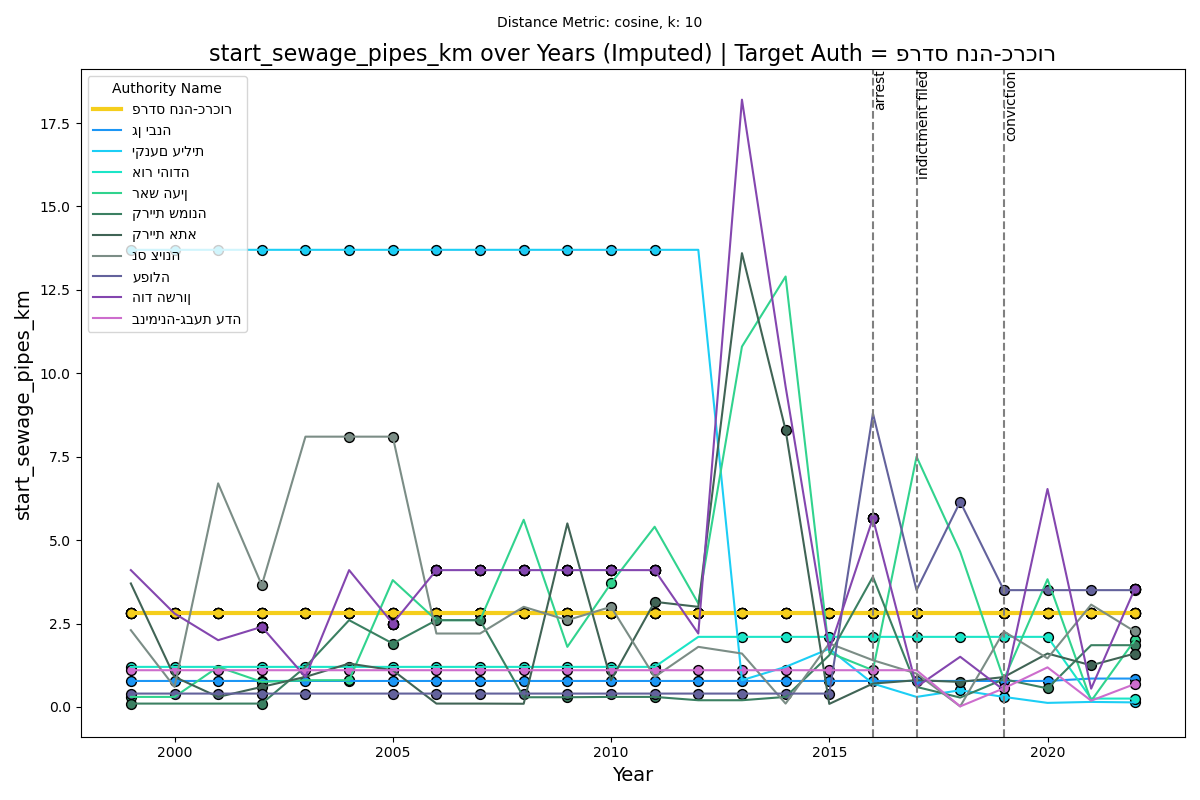 Distance Metric: cosine, k: 10
start_sewage_pipes_km over Years (Imputed) | Target Auth = פרדס חנה-כרכור
Authority Name
פרדס חנה-כרכור
גן יבנה
יקנעם עילית
אור יהודה
ראש העין
קריית שמונה
קריית אתא
נס ציונה
עפולה
הוד השרון
בנימינה-גבעת עדה
arrest
indictment filed
conviction
start_sewage_pipes_km
17.5
15.0
12.5
10.0
7.5
5.0
2.5
0.0
2000
2005
2010
2015
2020
Year